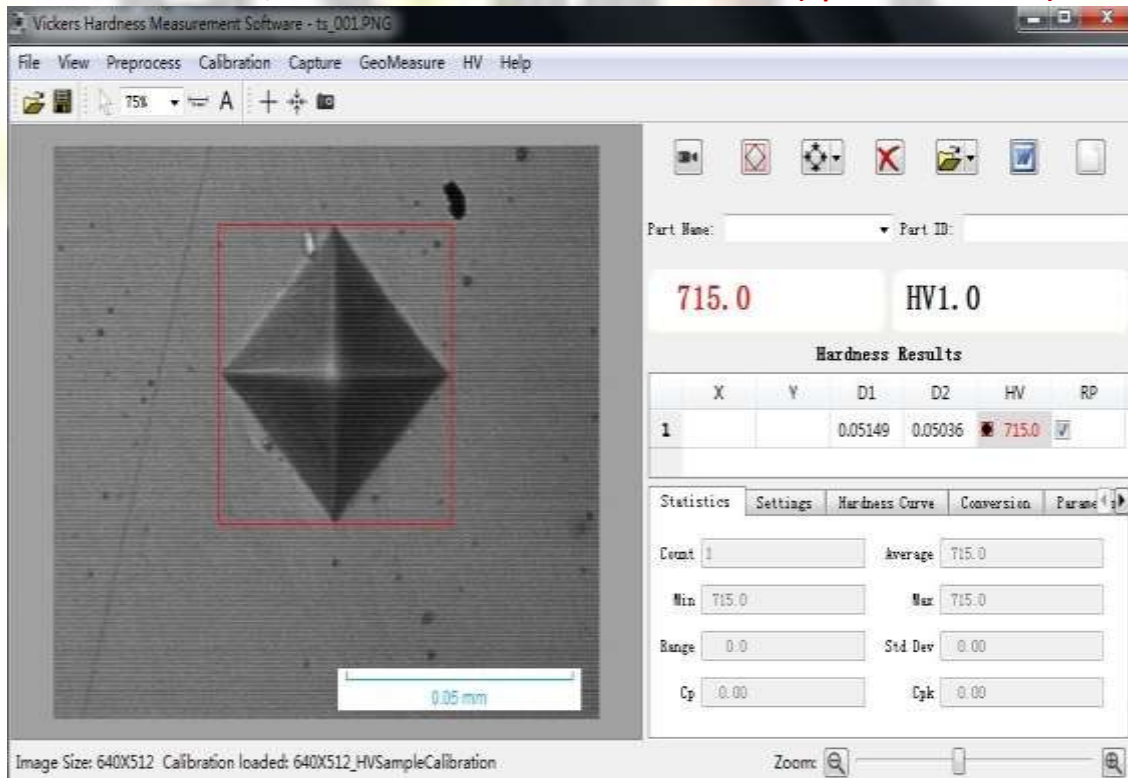 Vickers Hardness Measurement Software - ts_001.PNG
File View Preprocess Calibration Capture GeoMeasure HV Help
75% A
Part Name: Part ID:
715.0 HV1.0
Hardness Results
X Y D1 D2 HV RP
1 0.05149 0.05036 715.0
Statistics Settings Hardness Curve Conversion Parame
Count 1 Average 715.0
Min 715.0 Max 715.0
Range 0.0 Std Dev 0.00
Cp 0.00 Cpk 0.00
0.05 mm
Image Size: 640X512 Calibration loaded: 640X512_HVSampleCalibration Zoom: